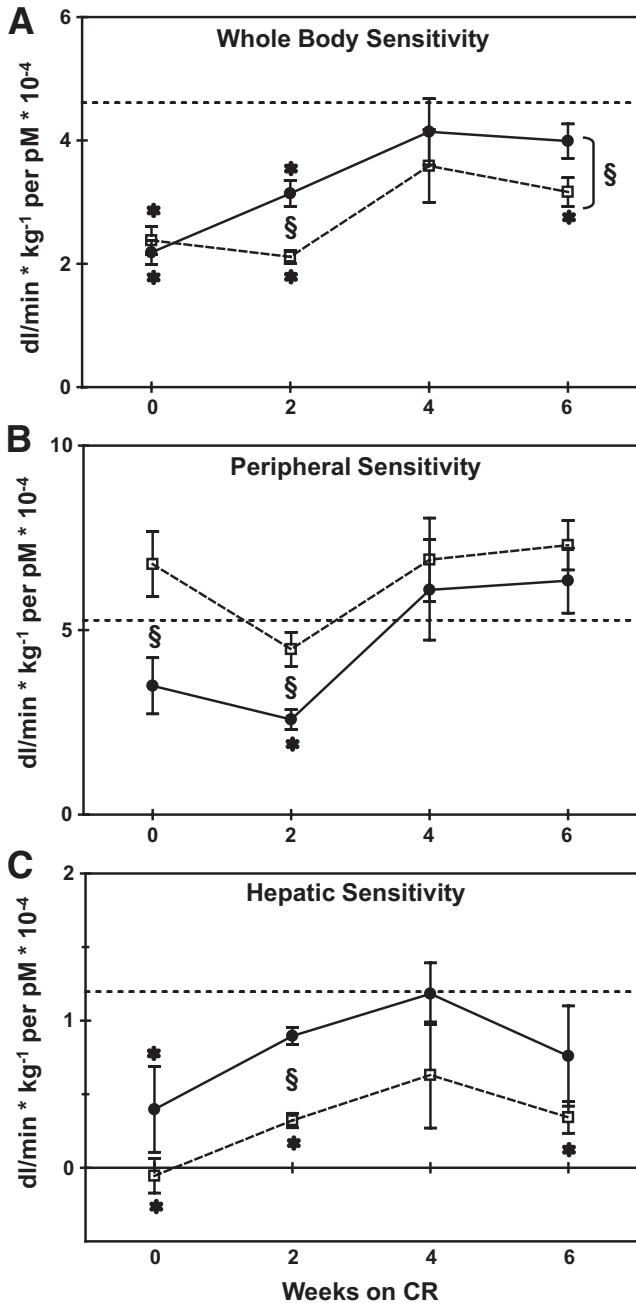 A
Whole Body Sensitivity
dl/min * kg-1 per pM * 10-4
6
4
2
0
* * * * § § *
0 2 4 6
B
Peripheral Sensitivity
dl/min * kg-1 per pM * 10-4
10
5
0
§ § *
0 2 4 6
C
Hepatic Sensitivity
dl/min * kg-1 per pM * 10-4
2
1
0
* * § * *
0 2 4 6
Weeks on CR